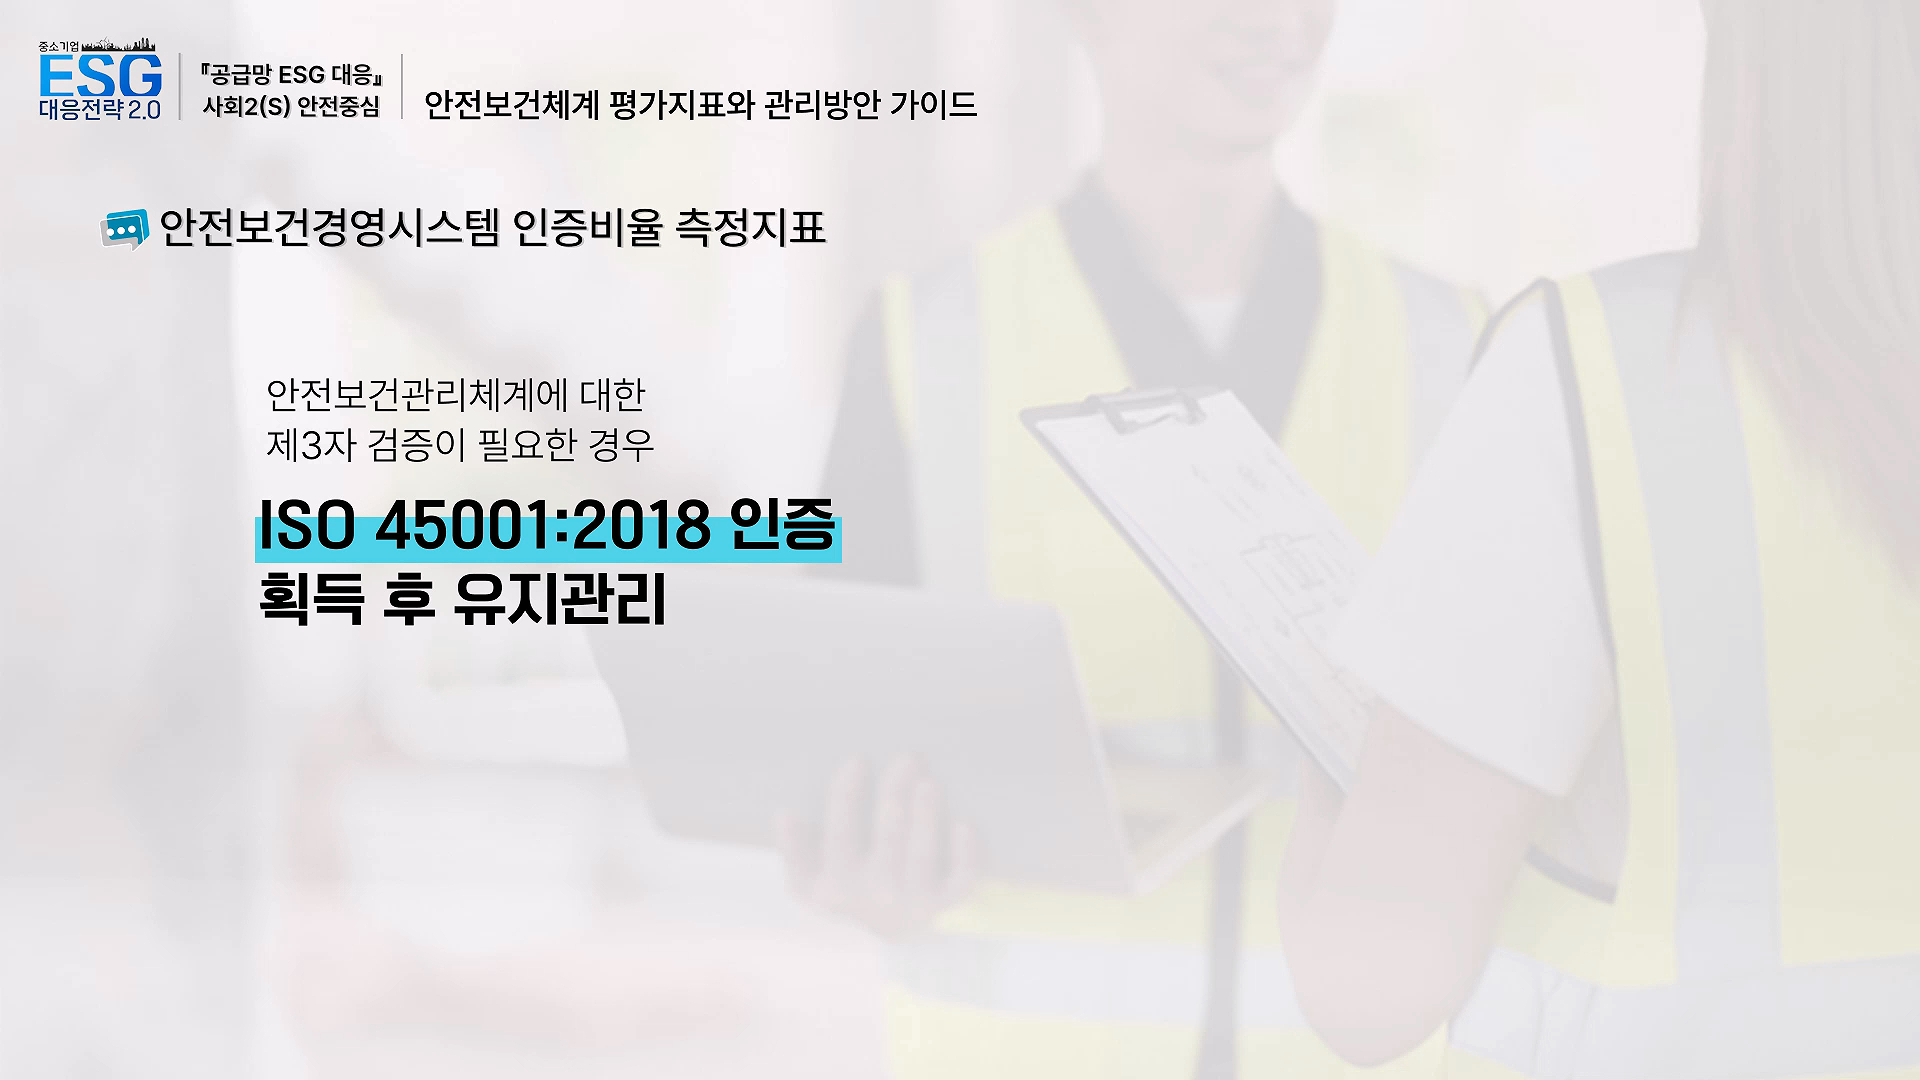 중소기업
ESG
대응전략 2.0
『공급망 ESG 대응』
사회2(S) 안전중심
안전보건체계 평가지표와 관리방안 가이드
안전보건경영시스템 인증비율 측정지표
안전보건관리체계에 대한
제3자 검증이 필요한 경우
ISO 45001:2018 인증
획득 후 유지관리